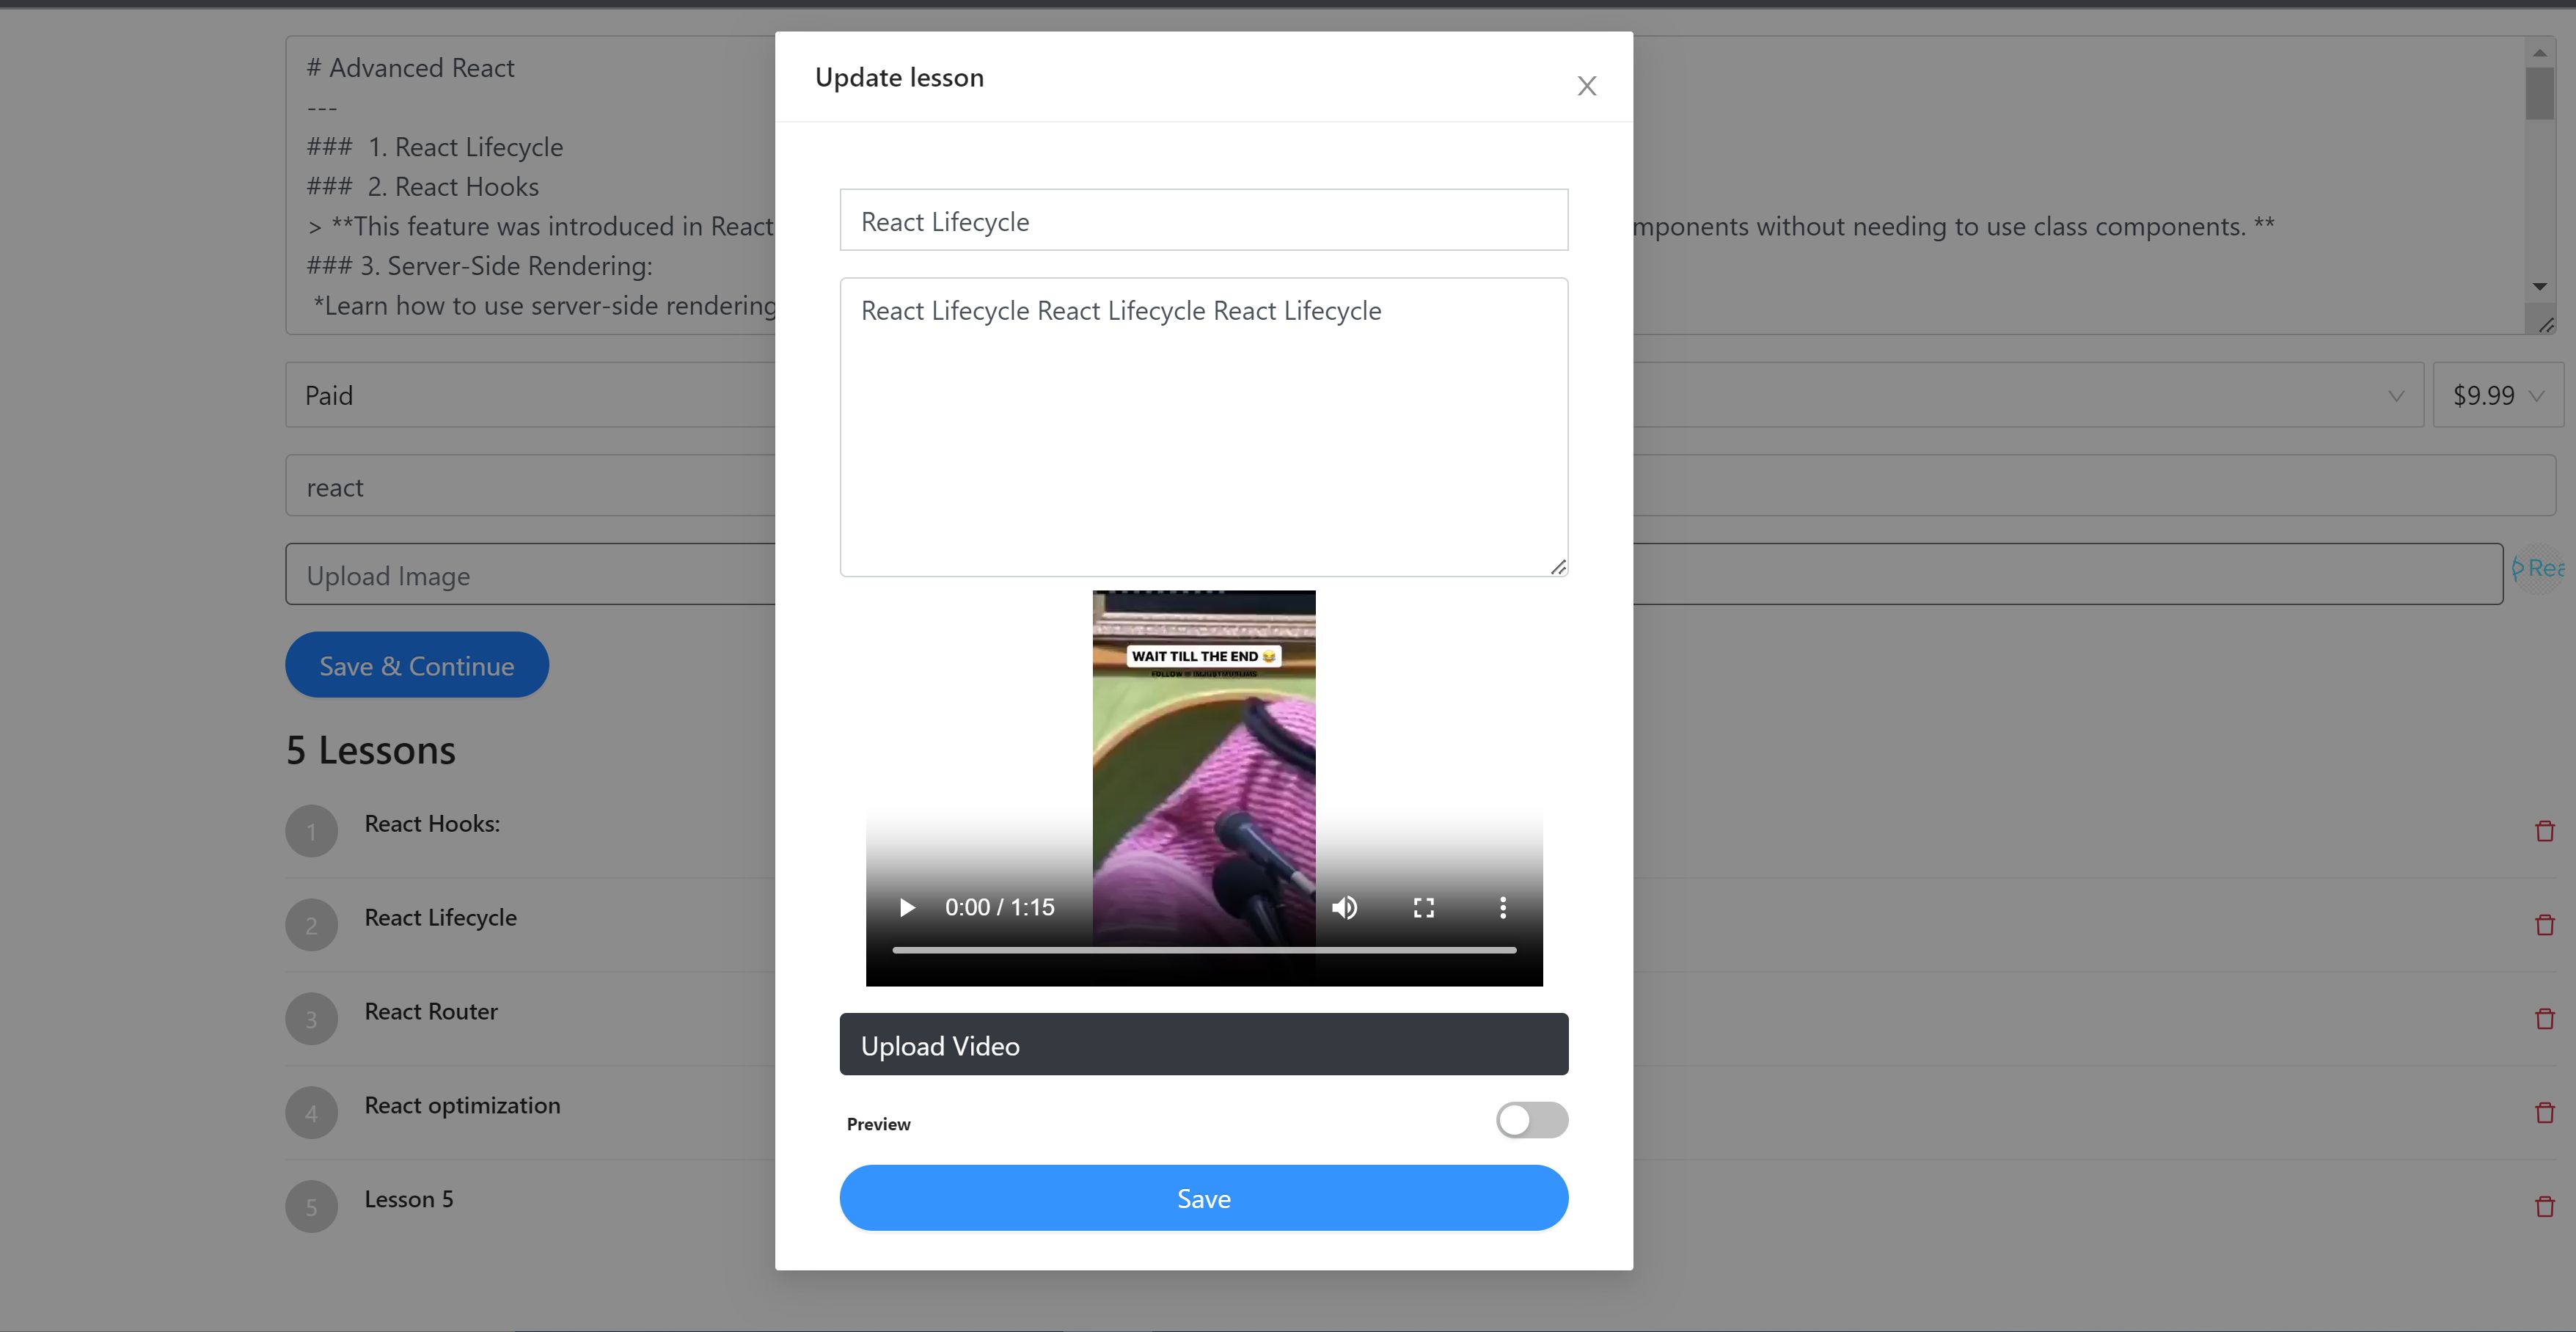 # Advanced React
---
### 1. React Lifecycle
### 2. React Hooks
> **This feature was introduced in React
mponents without needing to use class components. **
### 3. Server-Side Rendering:
*Learn how to use server-side rendering
Paid
$9.99
react
Upload Image
Rea
Save & Continue
5 Lessons
1 React Hooks:
2 React Lifecycle
3 React Router
4 React optimization
5 Lesson 5
Update lesson
X
React Lifecycle
React Lifecycle React Lifecycle React Lifecycle
WAIT TILL THE END 😂
0:00 / 1:15
Upload Video
Preview
Save